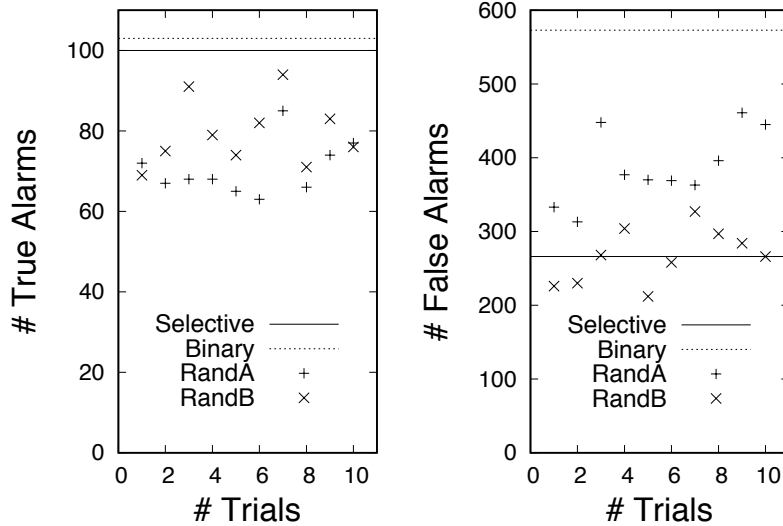 # True Alarms
100
80
60
40
20
0
Selective
Binary
RandA
RandB
0 2 4 6 8 10
# Trials
# False Alarms
600
500
400
300
200
100
0
Selective
Binary
RandA
RandB
0 2 4 6 8 10
# Trials